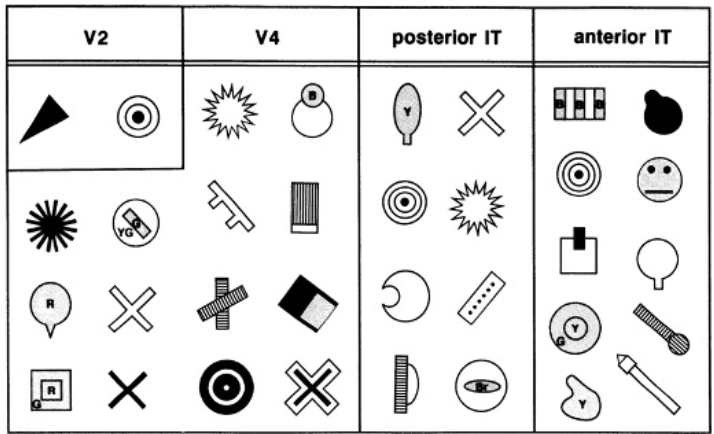 V2 V4 posterior IT anterior IT
B Y B B B
G YG
R
R G Y G
Br Y